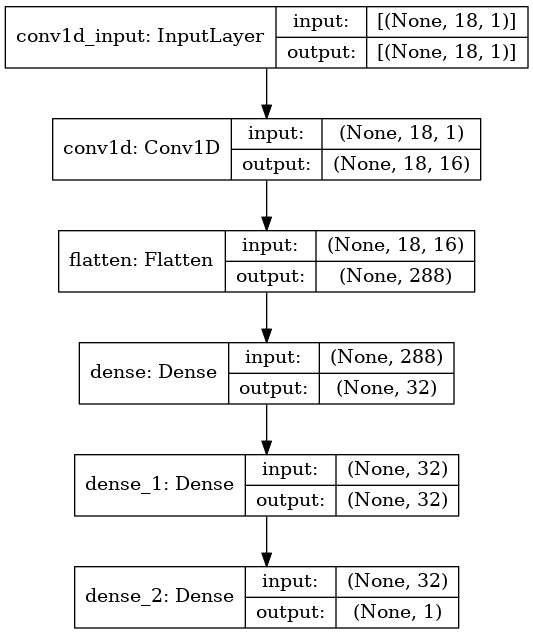 conv1d_input: InputLayer
input: [(None, 18, 1)]
output: [(None, 18, 1)]
conv1d: Conv1D
input: (None, 18, 1)
output: (None, 18, 16)
flatten: Flatten
input: (None, 18, 16)
output: (None, 288)
dense: Dense
input: (None, 288)
output: (None, 32)
dense_1: Dense
input: (None, 32)
output: (None, 32)
dense_2: Dense
input: (None, 32)
output: (None, 1)